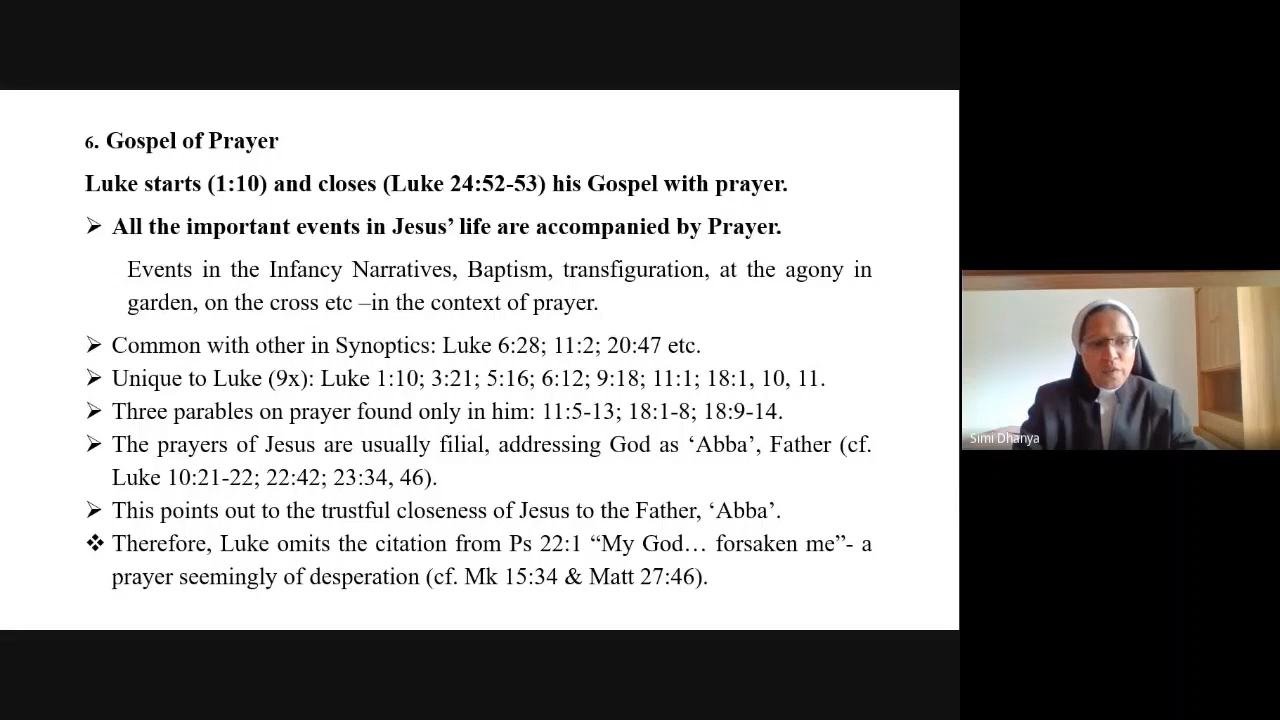 6. Gospel of Prayer
Luke starts (1:10) and closes (Luke 24:52-53) his Gospel with prayer.
➢ All the important events in Jesus’ life are accompanied by Prayer.
Events in the Infancy Narratives, Baptism, transfiguration, at the agony in
garden, on the cross etc –in the context of prayer.
➢ Common with other in Synoptics: Luke 6:28; 11:2; 20:47 etc.
➢ Unique to Luke (9x): Luke 1:10; 3:21; 5:16; 6:12; 9:18; 11:1; 18:1, 10, 11.
➢ Three parables on prayer found only in him: 11:5-13; 18:1-8; 18:9-14.
➢ The prayers of Jesus are usually filial, addressing God as ‘Abba’, Father (cf.
Luke 10:21-22; 22:42; 23:34, 46).
➢ This points out to the trustful closeness of Jesus to the Father, ‘Abba’.
❖ Therefore, Luke omits the citation from Ps 22:1 “My God… forsaken me”- a
prayer seemingly of desperation (cf. Mk 15:34 & Matt 27:46).
Simi Dhanya